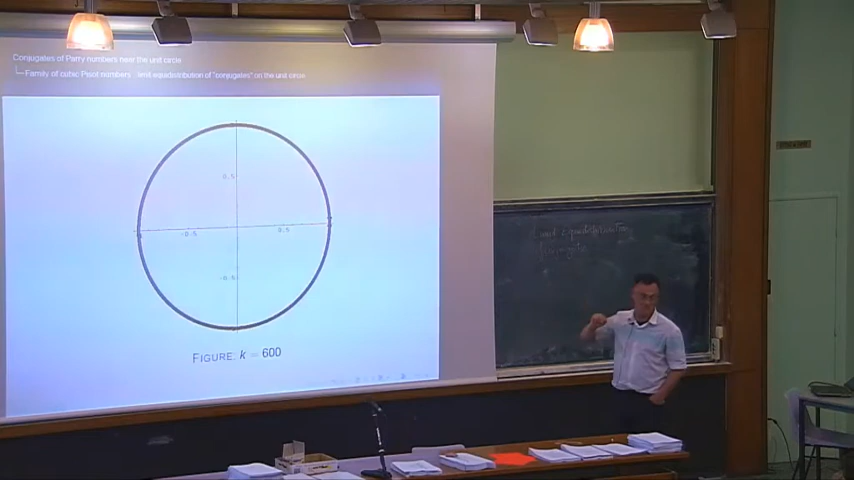 Conjugates of Parry numbers near the unit circle
Family of cubic Pisot numbers : limit equidistribution of "conjugates" on the unit circle
0.5
-0.5
0.5
-0.5
FIGURE: k = 600
Limit Equidistribution